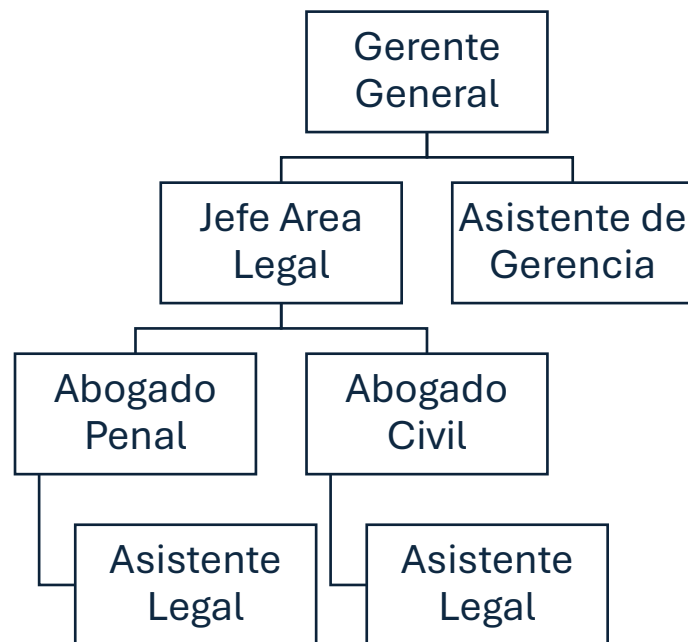 Gerente
General
Jefe Area
Legal
Asistente de
Gerencia
Abogado
Penal
Abogado
Civil
Asistente
Legal
Asistente
Legal